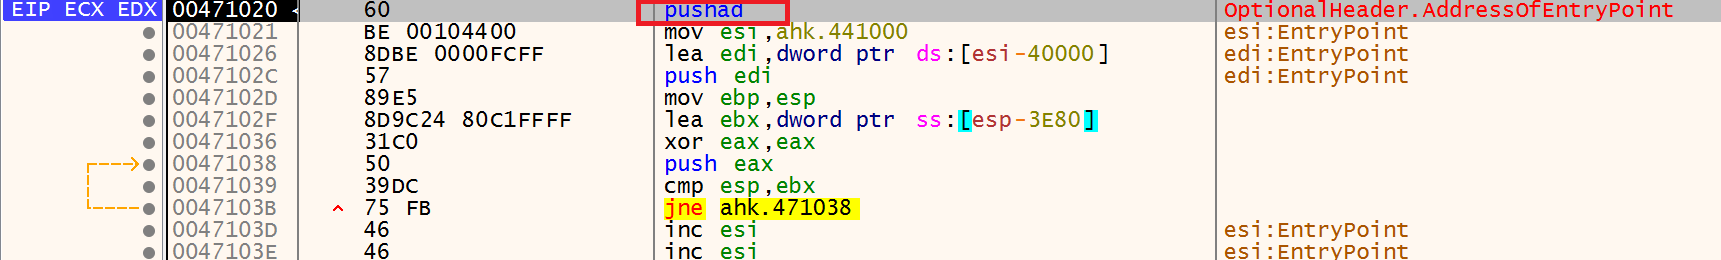 EIP ECX EDX 00471020 60 pushad OptionalHeader.AddressOfEntryPoint
00471021 BE 00104400 mov esi,ahk.441000 esi:EntryPoint
00471026 8DBE 0000FCFF lea edi,dword ptr ds:[esi-40000] edi:EntryPoint
0047102C 57 push edi edi:EntryPoint
0047102D 89E5 mov ebp,esp
0047102F 8D9C24 80C1FFFF lea ebx,dword ptr ss:[esp-3E80]
00471036 31C0 xor eax,eax
00471038 50 push eax
00471039 39DC cmp esp,ebx
0047103B 75 FB jne ahk.471038
0047103D 46 inc esi esi:EntryPoint
0047103E 46 inc esi esi:EntryPoint